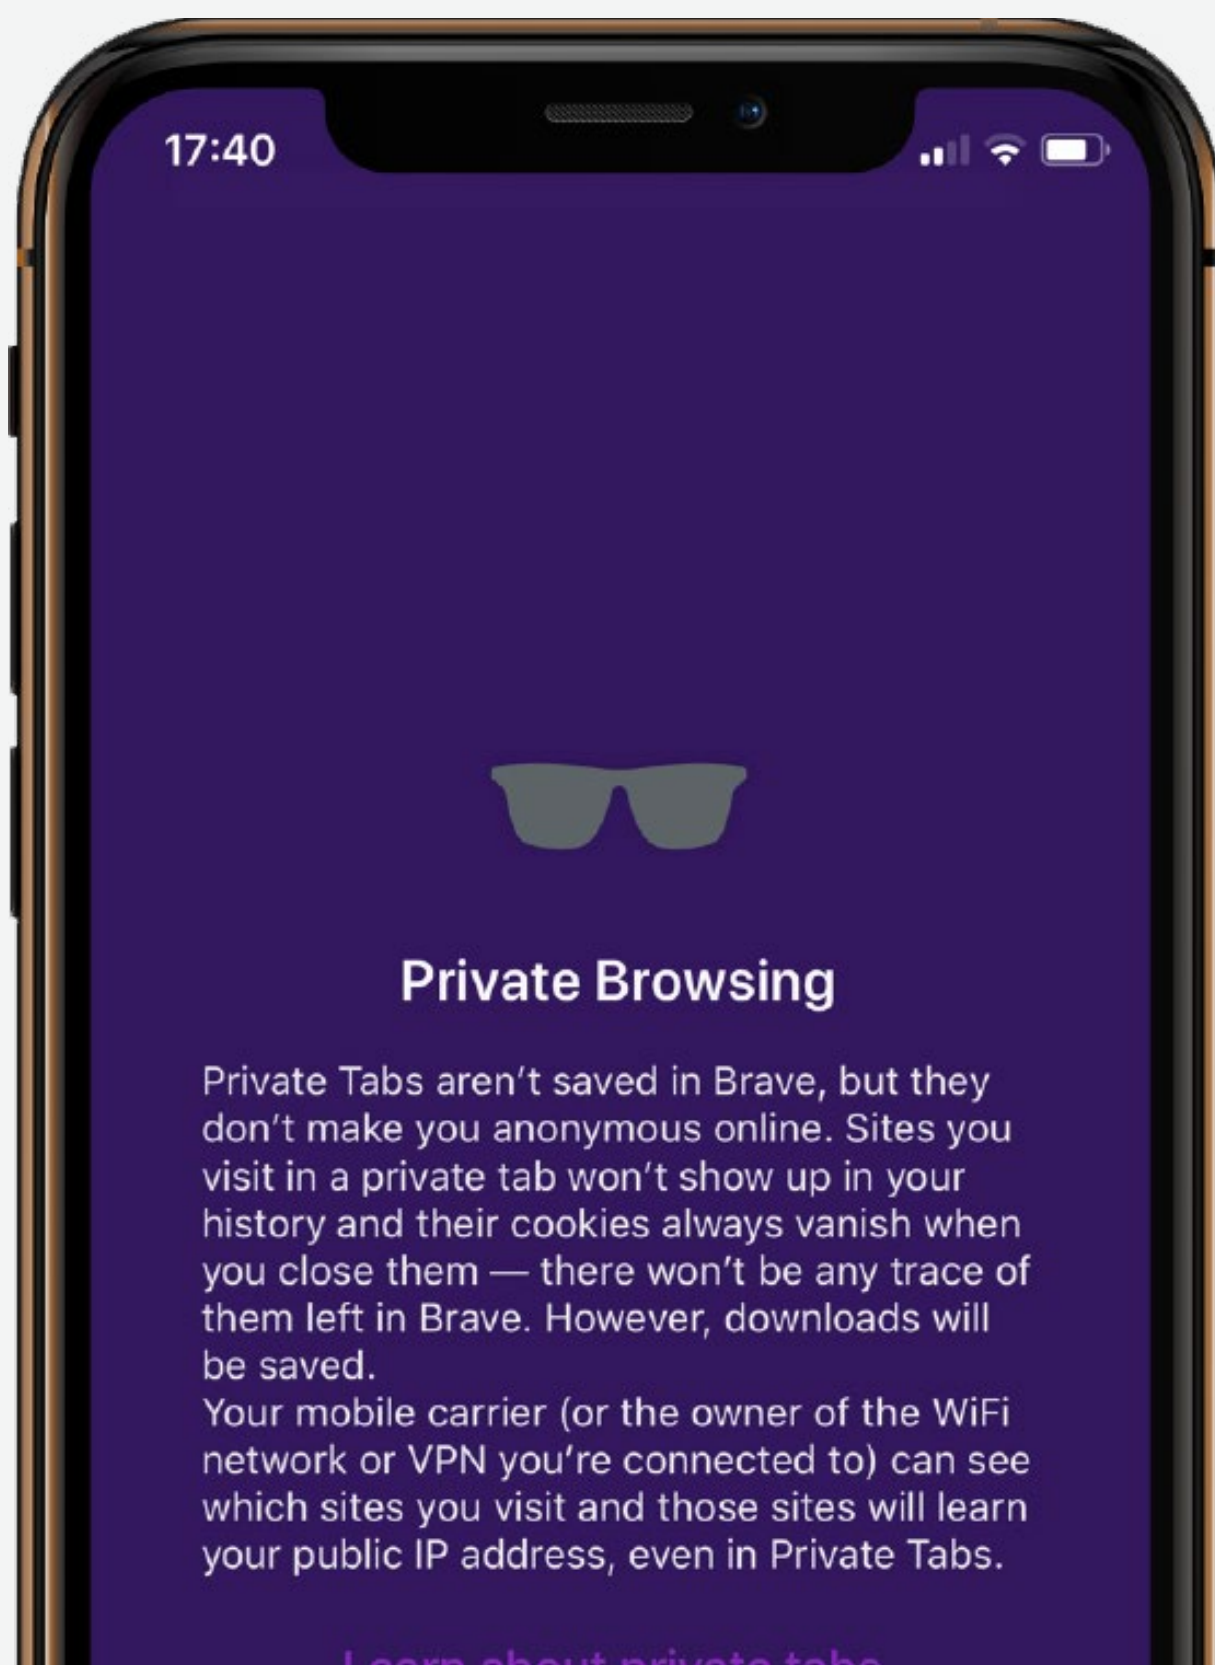 17:40
Private Browsing
Private Tabs aren’t saved in Brave, but they
don’t make you anonymous online. Sites you
visit in a private tab won’t show up in your
history and their cookies always vanish when
you close them — there won’t be any trace of
them left in Brave. However, downloads will
be saved.
Your mobile carrier (or the owner of the WiFi
network or VPN you’re connected to) can see
which sites you visit and those sites will learn
your public IP address, even in Private Tabs.
Learn about private tabs